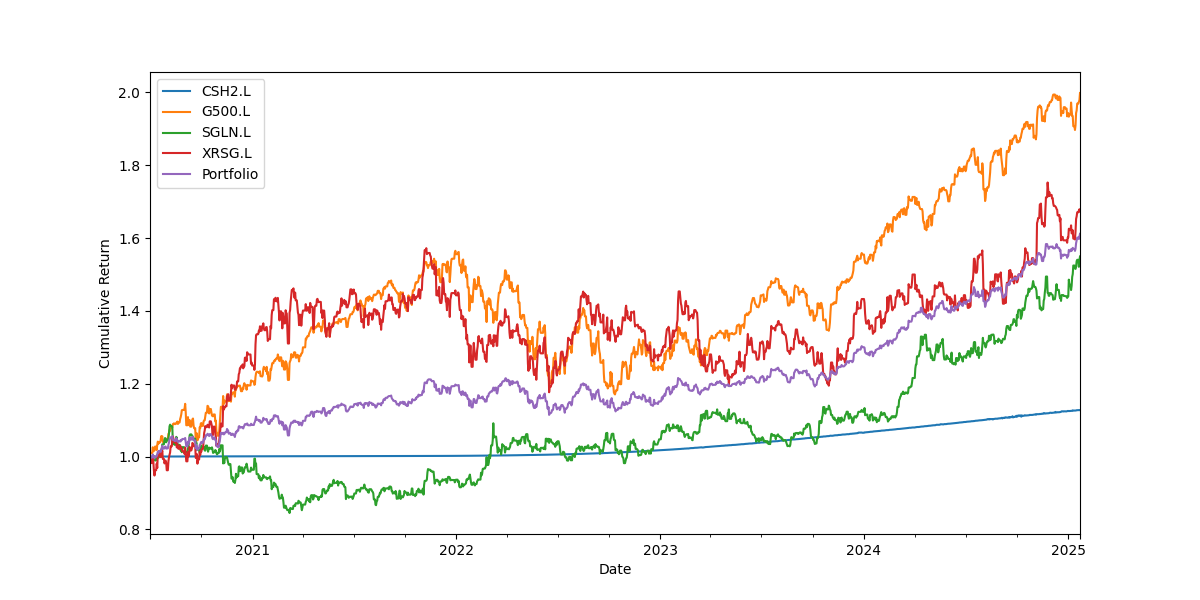 CSH2.L
G500.L
SGLN.L
XRSG.L
Portfolio
Cumulative Return
2.0
1.8
1.6
1.4
1.2
1.0
0.8
2021 2022 2023 2024 2025
Date